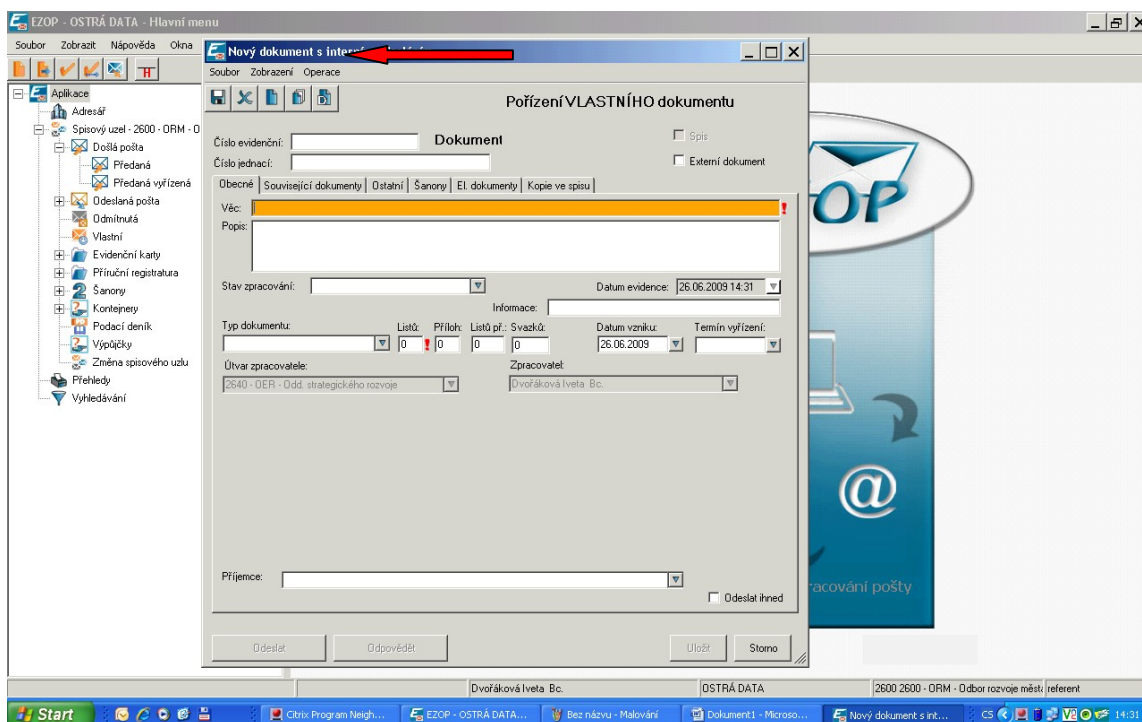 EZOP - OSTRÁ DATA - Hlavní menu
Soubor Zobrazit Nápověda Okna
Aplikace
Adresář
Spisový uzel - 2600 - ORM - O
Došlá pošta
Předaná
Předaná vyřízená
Odeslaná pošta
Odmítnutá
Vlastní
Evidenční karty
Příruční registratura
Šanony
Kontejnery
Podací deník
Výpůjčky
Změna spisového uzlu
Přehledy
Vyhledávání
Nový dokument s
Soubor Zobrazení Operace
Pořízení VLASTNÍHO dokumentu
Číslo evidenční: Dokument Spis
Číslo jednací: Externí dokument
Obecné Související dokumenty Ostatní Šanony El. dokumenty Kopie ve spisu
Věc: !
Popis:
Stav zpracování: Datum evidence: 26.06.2009 14:31
Informace:
Typ dokumentu: Listů: Příloh: Listů př.: Svazků: Datum vzniku: Termín vyřízení:
0 ! 0 0 0 26.06.2009
Útvar zpracovatele: Zpracovatel:
2640 - OER - Odd. strategického rozvoje Dvořáková Iveta Bc.
Příjemce:
Odeslat ihned
Odeslat Odpovědět Uložit Storno
OP
@
racování pošty
Dvořáková Iveta Bc. OSTRÁ DATA 2600 2600 - ORM - Odbor rozvoje měst referent
Start Citrix Program Neigh... EZOP - OSTRÁ DATA... Bez názvu - Malování Dokument1 - Microso... Nový dokument s int... CS 14:31